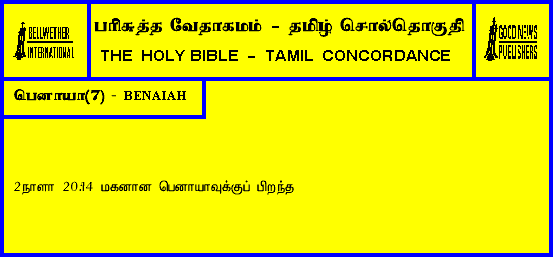 BELLWETHER
INTERNATIONAL
பரிசுத்த வேதாகமம் - தமிழ் சொல்தொகுதி
THE HOLY BIBLE - TAMIL CONCORDANCE
GOOD NEWS
PUBLISHERS
பெனாயா(7) - BENAIAH
2நாளா 20:14 மகனான பெனாயாவுக்குப் பிறந்த